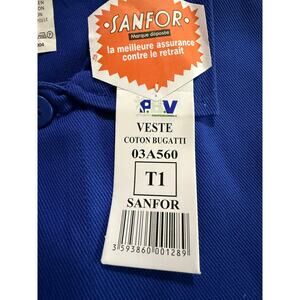 SANFOR
Marque déposée
la meilleure assurance
contre le retrait
VESTE
COTON BUGATTI
03A560
T1
SANFOR
3 593860 001289